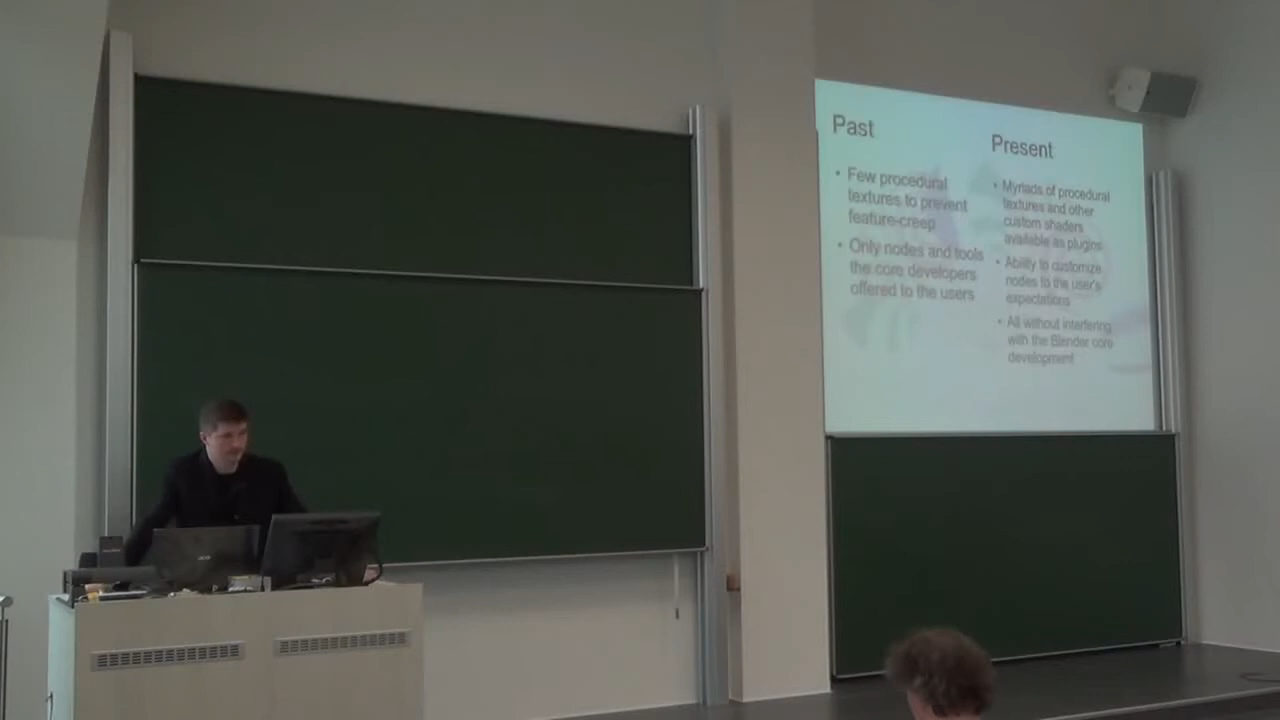 Past
• Few procedural
textures to prevent
feature-creep
• Only nodes and tools
the core developers
offered to the users
Present
• Myriads of procedural
textures and other
custom shaders
available as plugins
• Ability to customize
nodes to the user's
expectations
• All without interfering
with the Blender core
development
acer